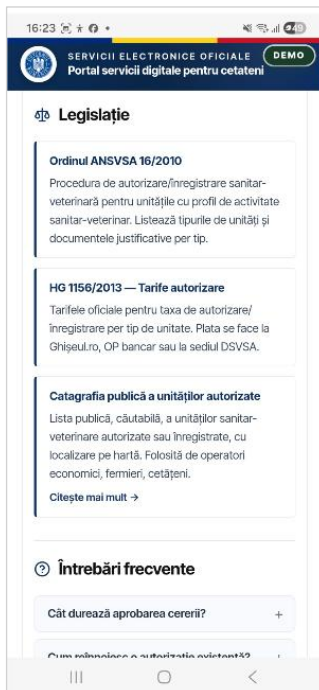 16:23
SERVICII ELECTRONICE OFICIALE
DEMO
Portal servicii digitale pentru cetateni
Legislație
Ordinul ANSVSA 16/2010
Procedura de autorizare/înregistrare sanitar-
veterinară pentru unitățile cu profil de activitate
sanitar-veterinar. Listează tipurile de unități și
documentele justificative per tip.
HG 1156/2013 — Tarife autorizare
Tarifele oficiale pentru taxa de autorizare/
înregistrare per tip de unitate. Plata se face la
Ghișeul.ro, OP bancar sau la sediul DSVSA.
Catagrafia publică a unităților autorizate
Lista publică, căutabilă, a unităților sanitar-
veterinare autorizate sau înregistrate, cu
localizare pe hartă. Folosită de operatori
economici, fermieri, cetățeni.
Citește mai mult →
Întrebări frecvente
Cât durează aprobarea cererii? +
Cum reînnoiesc o autorizație existentă?